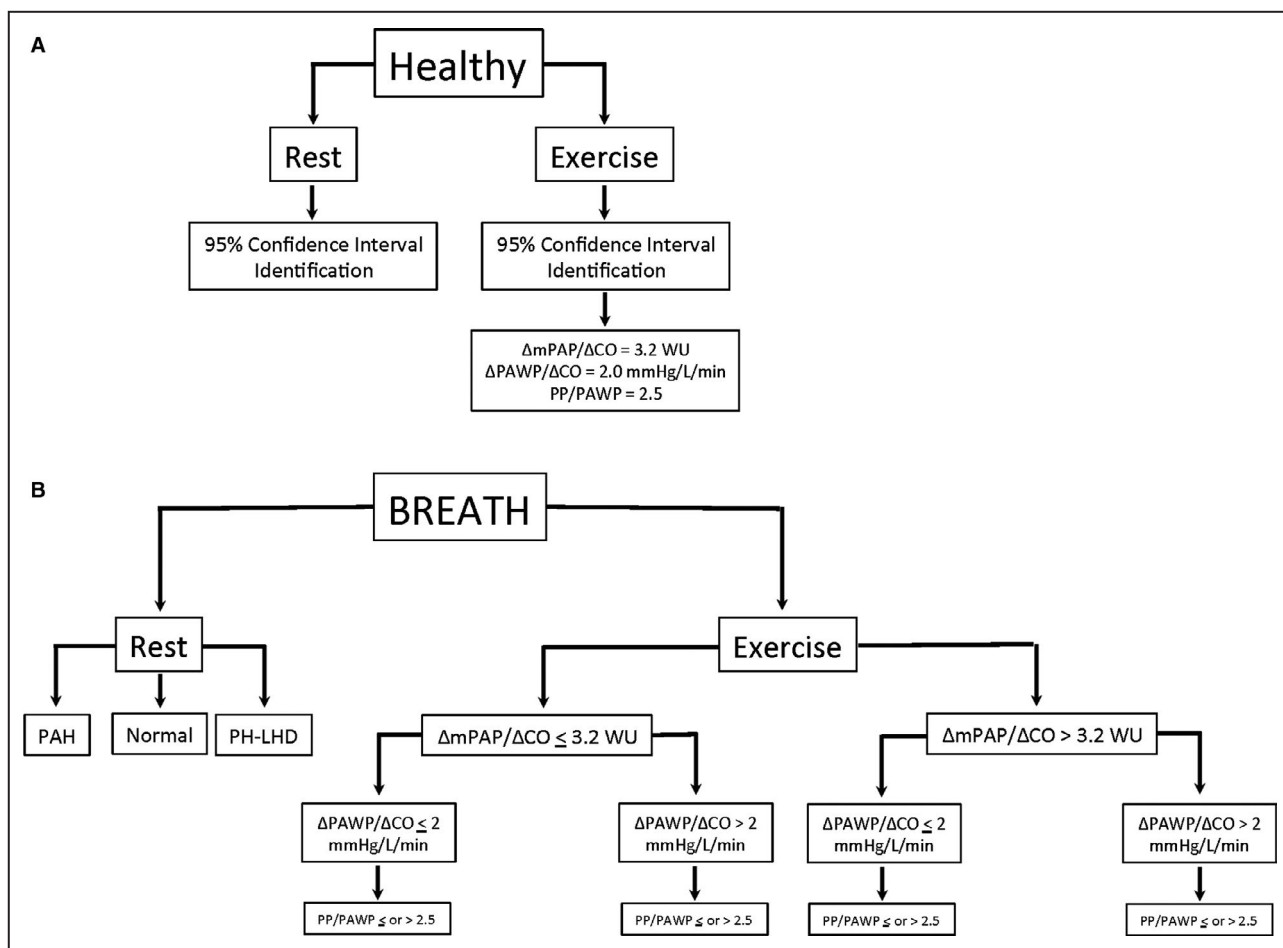 A
Healthy
Rest
Exercise
95% Confidence Interval
Identification
95% Confidence Interval
Identification
ΔmPAP/ΔCO = 3.2 WU
ΔPAWP/ΔCO = 2.0 mmHg/L/min
PP/PAWP = 2.5
B
BREATH
Rest
Exercise
PAH
Normal
PH-LHD
ΔmPAP/ΔCO ≤ 3.2 WU
ΔmPAP/ΔCO > 3.2 WU
ΔPAWP/ΔCO ≤ 2
mmHg/L/min
ΔPAWP/ΔCO > 2
mmHg/L/min
ΔPAWP/ΔCO ≤ 2
mmHg/L/min
ΔPAWP/ΔCO > 2
mmHg/L/min
PP/PAWP ≤ or > 2.5
PP/PAWP ≤ or > 2.5
PP/PAWP ≤ or > 2.5
PP/PAWP ≤ or > 2.5